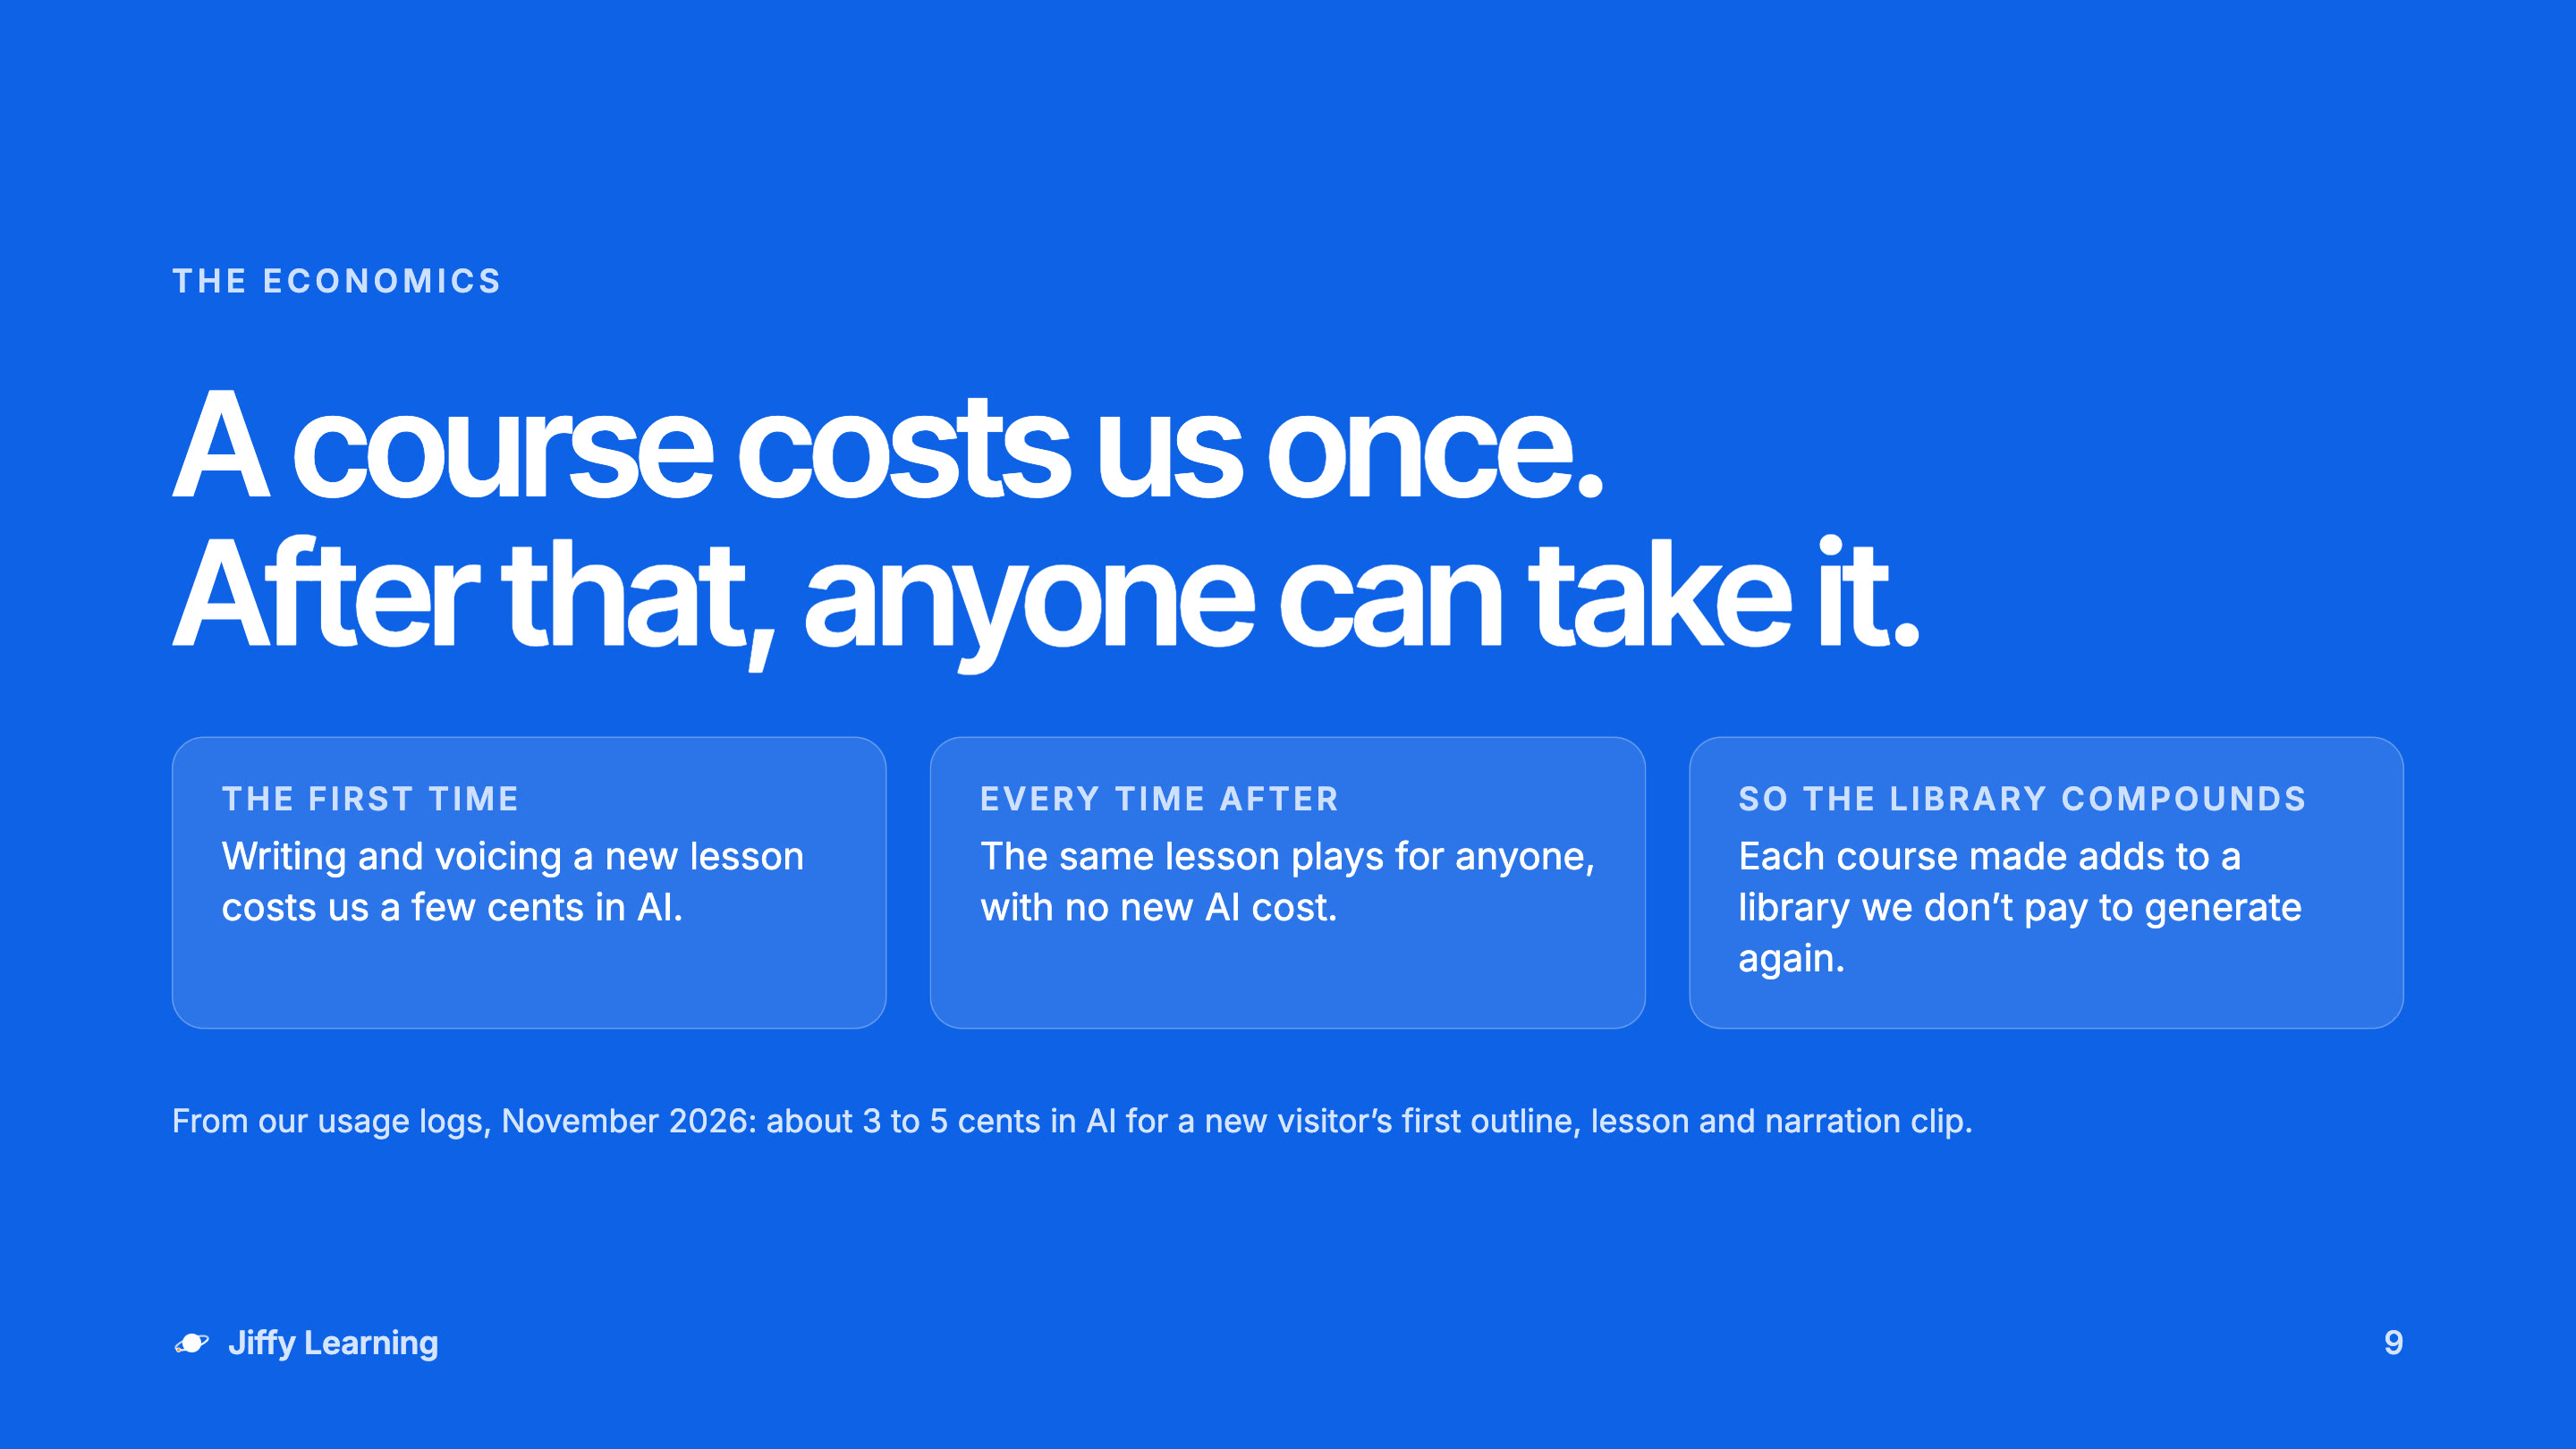 THE ECONOMICS
A course costs us once.
After that, anyone can take it.
THE FIRST TIME
Writing and voicing a new lesson
costs us a few cents in AI.
EVERY TIME AFTER
The same lesson plays for anyone,
with no new AI cost.
SO THE LIBRARY COMPOUNDS
Each course made adds to a
library we don’t pay to generate
again.
From our usage logs, November 2026: about 3 to 5 cents in AI for a new visitor’s first outline, lesson and narration clip.
Jiffy Learning
9